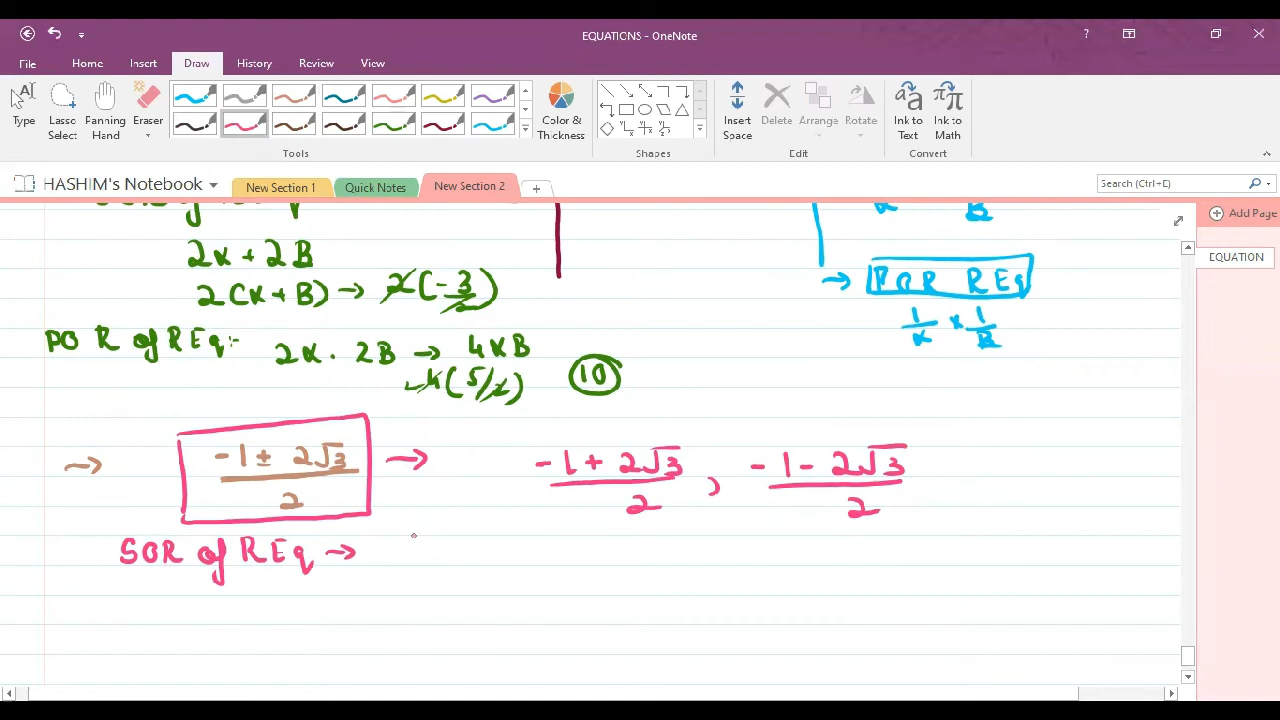 EQUATIONS - OneNote
?
File Home Insert Draw History Review View
Type
Lasso Select
Panning Hand
Eraser
Color & Thickness
Insert Space
Delete
Arrange
Rotate
Ink to Text
Ink to Math
Tools Shapes Edit Convert
HASHIM's Notebook New Section 1 Quick Notes New Section 2 +
Search (Ctrl+E)
Add Page
EQUATION
2α + 2B
2(α + B) → 2(-3/2)
PO R of REq:- 2α . 2B → 4αB
4(5/2) 10
→ POR REq
1/α × 1/B
→ (-1 ± 2√3)/2 → (-1 + 2√3)/2 , (-1 - 2√3)/2
SOR of REq →